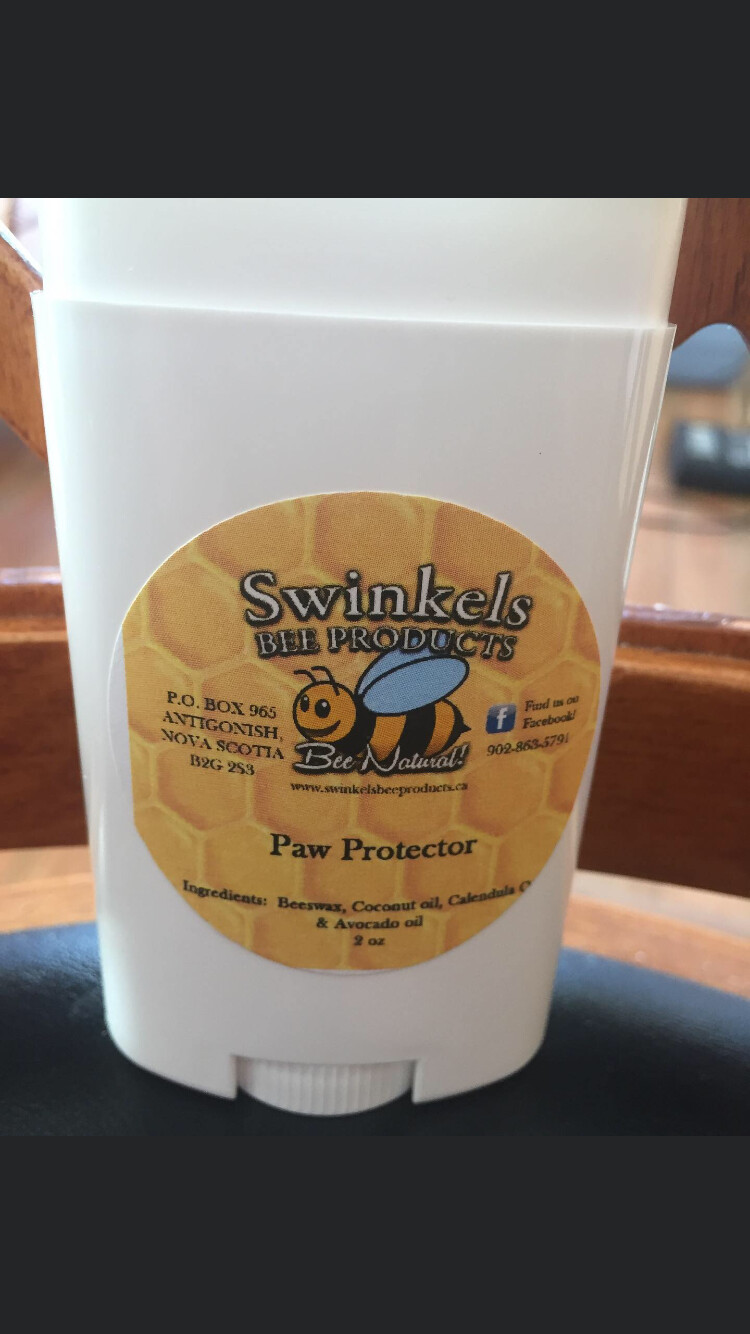 Swinkels
BEE PRODUCTS
P.O. BOX 965
ANTIGONISH,
NOVA SCOTIA
B2G 2S3
f
Find us on
Facebook!
902-863-5791
Bee Natural!
www.swinkelsbeeproducts.ca
Paw Protector
Ingredients: Beeswax, Coconut oil, Calendula O
& Avocado oil
2 oz